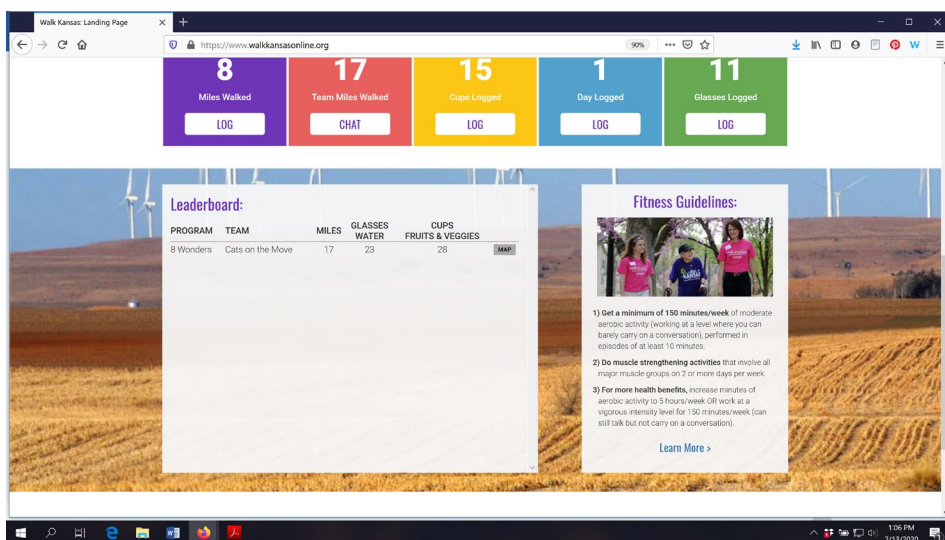 Walk Kansas: Landing Page
https://www.walkkansasonline.org
90%
8
Miles Walked
LOG
17
Team Miles Walked
CHAT
15
Cups Logged
LOG
1
Day Logged
LOG
11
Glasses Logged
LOG
Leaderboard:
PROGRAM TEAM MILES GLASSES WATER CUPS FRUITS & VEGGIES
8 Wonders Cats on the Move 17 23 28 MAP
Fitness Guidelines:
1) Get a minimum of 150 minutes/week of moderate
aerobic activity (working at a level where you can
barely carry on a conversation), performed in
episodes of at least 10 minutes.
2) Do muscle strengthening activities that involve all
major muscle groups on 2 or more days per week.
3) For more health benefits, increase minutes of
aerobic activity to 5 hours/week OR work at a
vigorous intensity level for 150 minutes/week (can
still talk but not carry on a conversation).
Learn More >
1:06 PM
2/13/2020